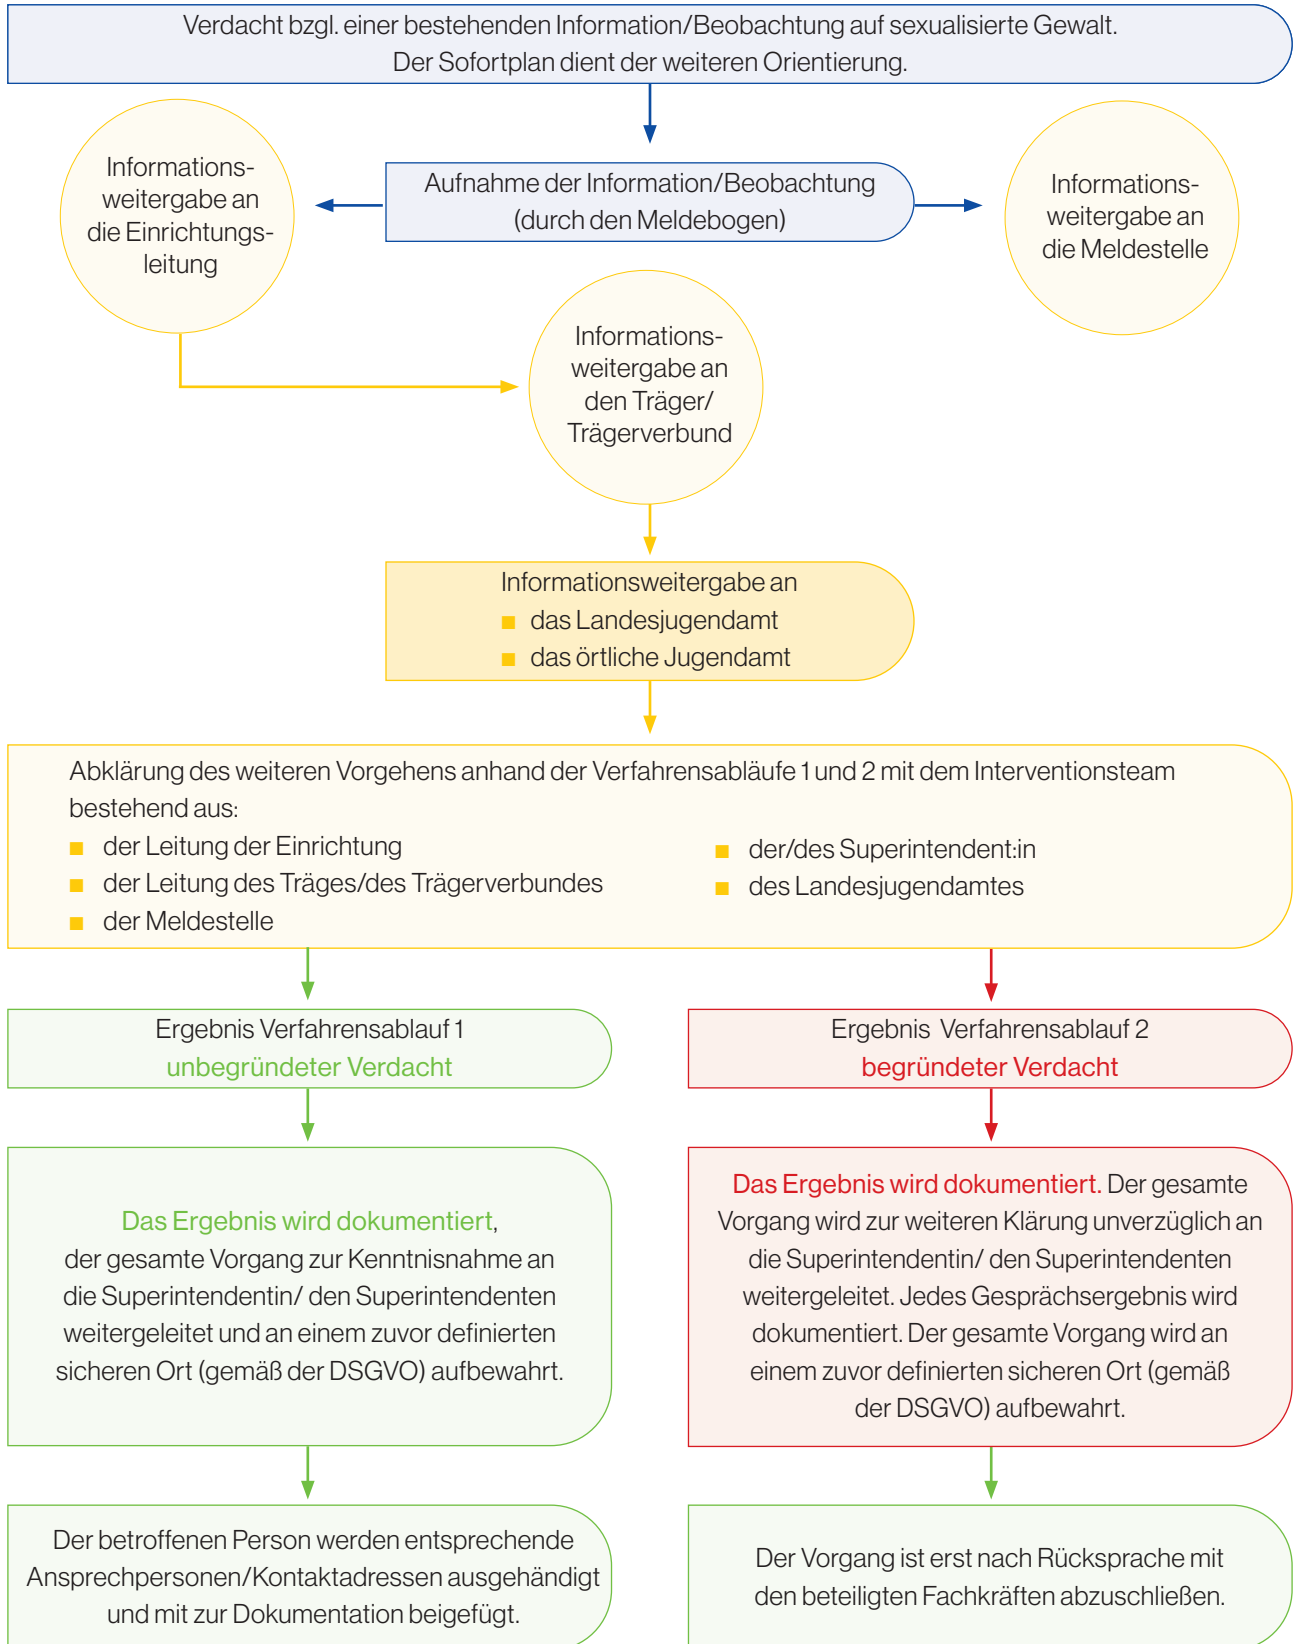 Verdacht bzgl. einer bestehenden Information/Beobachtung auf sexualisierte Gewalt.
Der Sofortplan dient der weiteren Orientierung.
Informations-
weitergabe an
die Einrichtungs-
leitung
Aufnahme der Information/Beobachtung
(durch den Meldebogen)
Informations-
weitergabe an
die Meldestelle
Informations-
weitergabe an
den Träger/
Trägerverbund
Informationsweitergabe an
■ das Landesjugendamt
■ das örtliche Jugendamt
Abklärung des weiteren Vorgehens anhand der Verfahrensabläufe 1 und 2 mit dem Interventionsteam
bestehend aus:
■ der Leitung der Einrichtung
■ der Leitung des Träges/des Trägerverbundes
■ der Meldestelle
■ der/des Superintendent:in
■ des Landesjugendamtes
Ergebnis Verfahrensablauf 1
unbegründeter Verdacht
Das Ergebnis wird dokumentiert,
der gesamte Vorgang zur Kenntnisnahme an
die Superintendentin/ den Superintendenten
weitergeleitet und an einem zuvor definierten
sicheren Ort (gemäß der DSGVO) aufbewahrt.
Der betroffenen Person werden entsprechende
Ansprechpersonen/Kontaktadressen ausgehändigt
und mit zur Dokumentation beigefügt.
Ergebnis Verfahrensablauf 2
begründeter Verdacht
Das Ergebnis wird dokumentiert. Der gesamte
Vorgang wird zur weiteren Klärung unverzüglich an
die Superintendentin/ den Superintendenten
weitergeleitet. Jedes Gesprächsergebnis wird
dokumentiert. Der gesamte Vorgang wird an
einem zuvor definierten sicheren Ort (gemäß
der DSGVO) aufbewahrt.
Der Vorgang ist erst nach Rücksprache mit
den beteiligten Fachkräften abzuschließen.